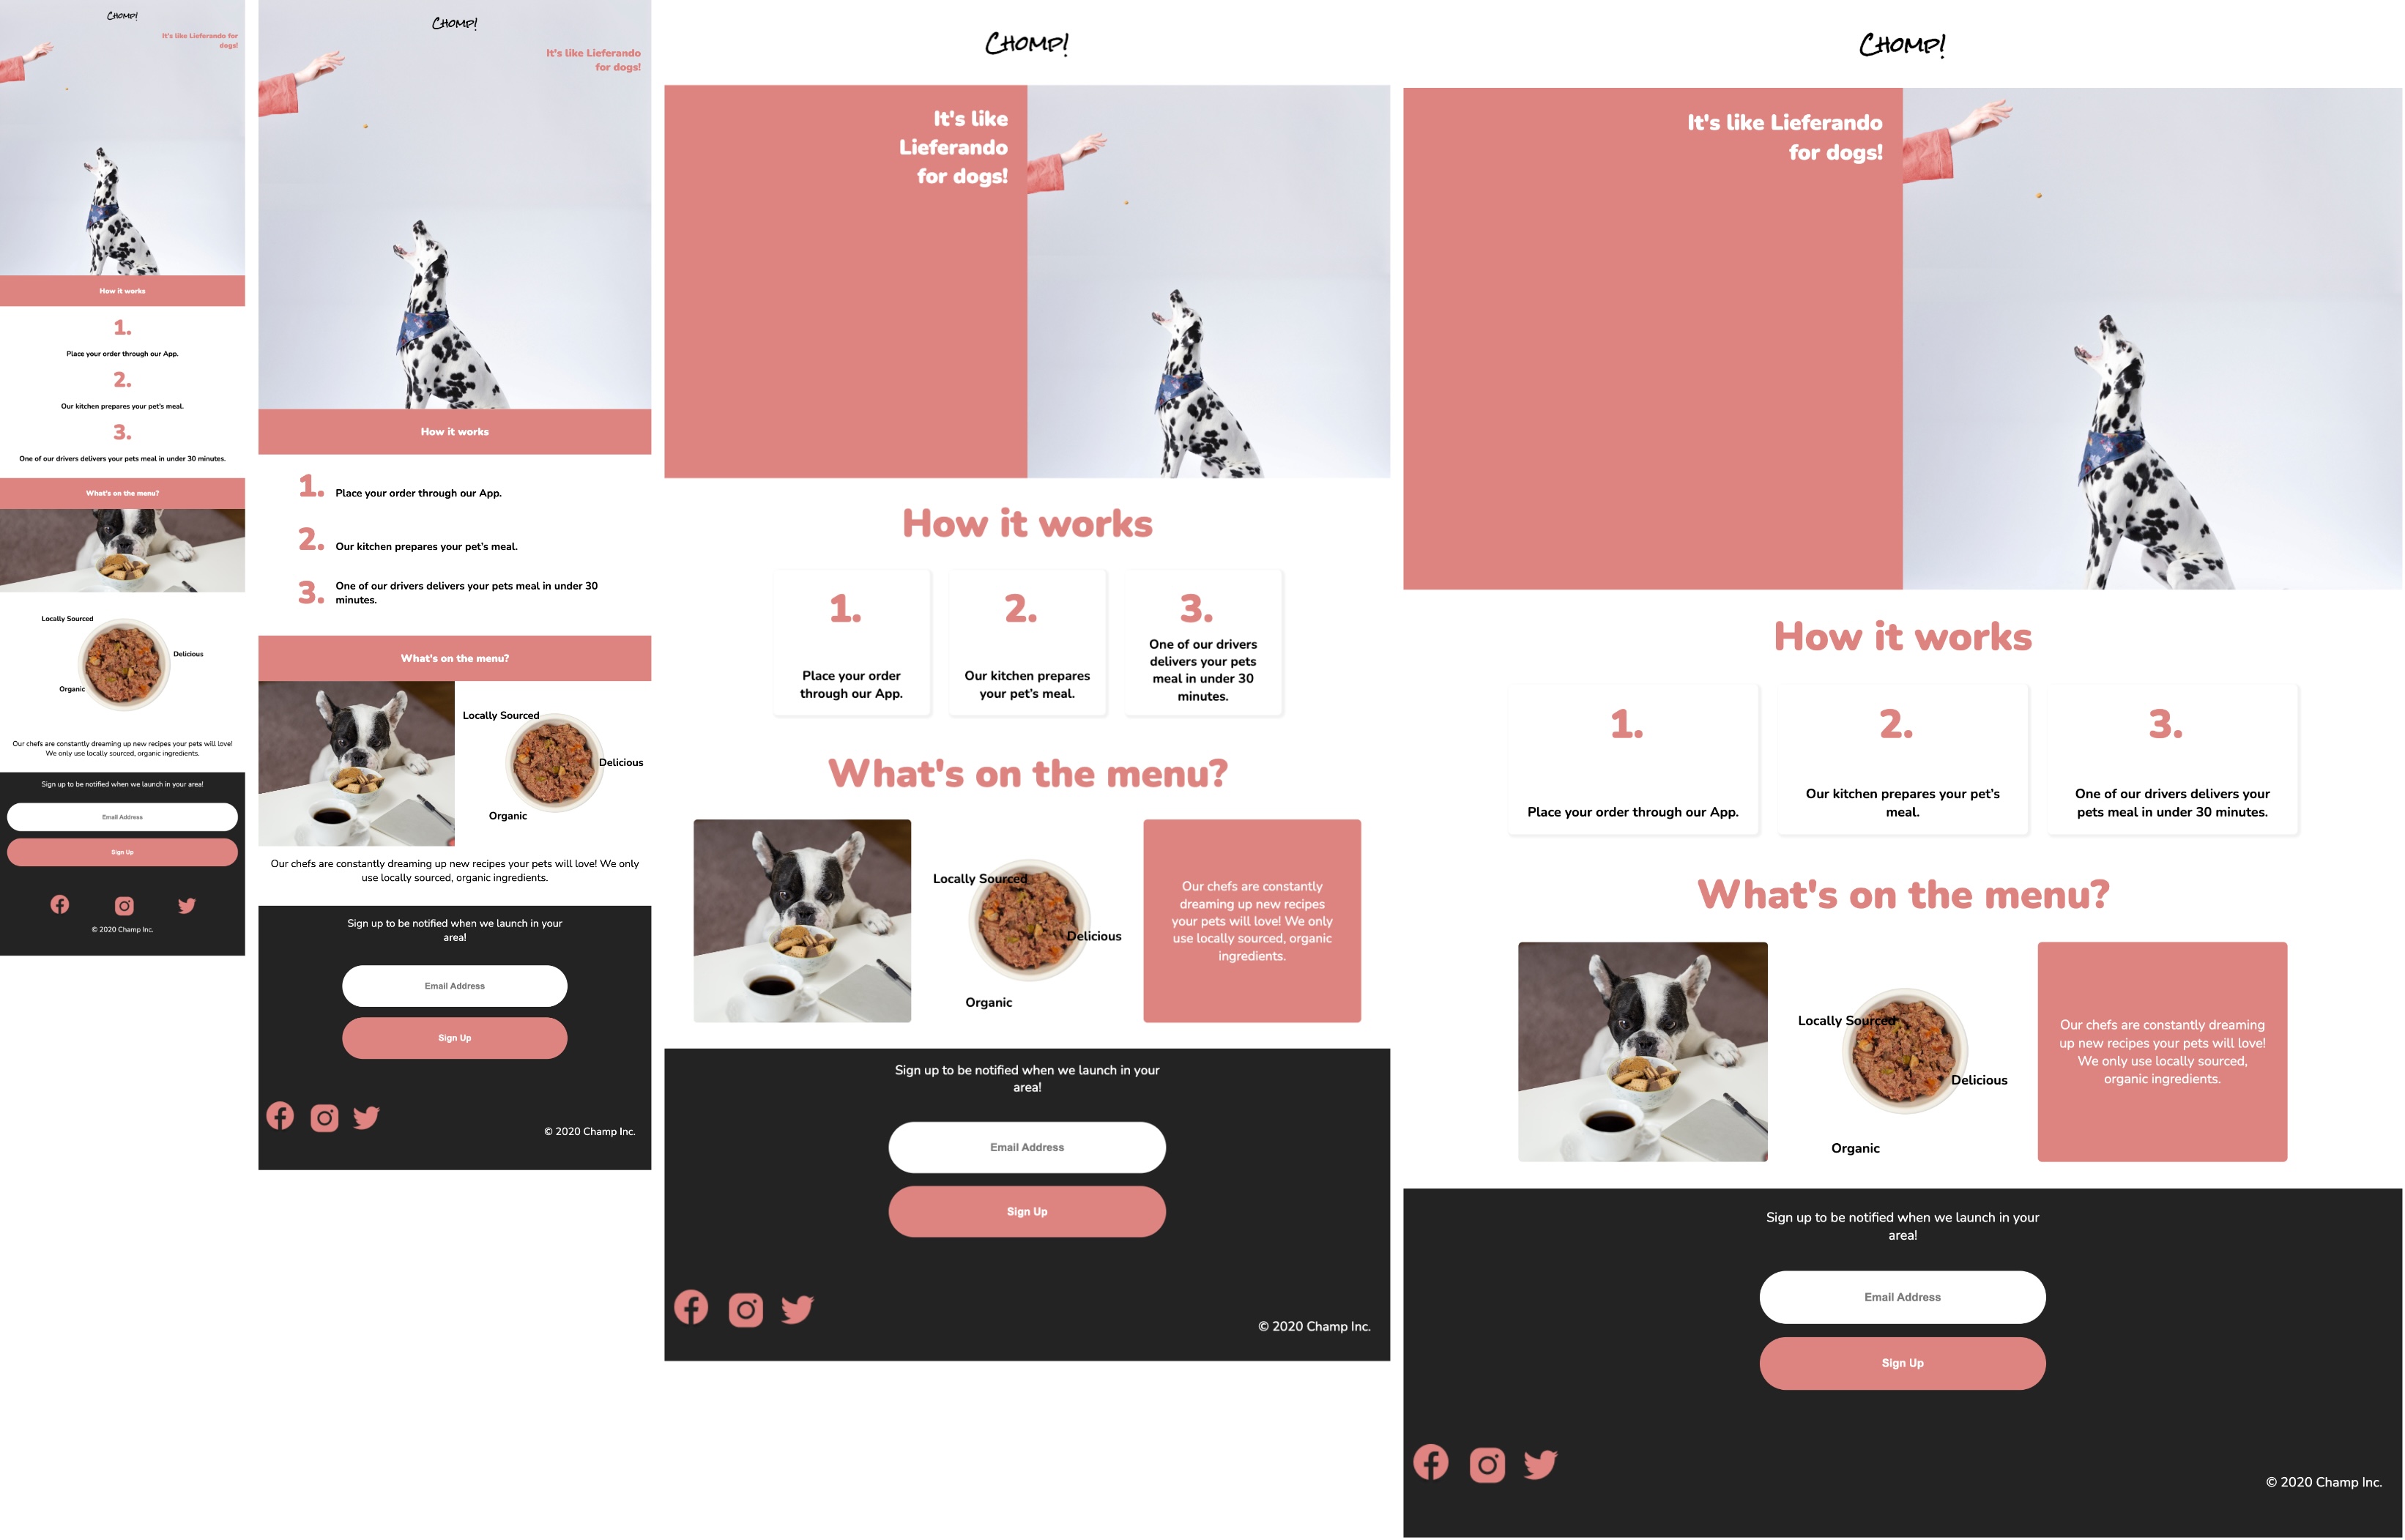 Chomp!
It's like Lieferando for
dogs!
How it works
1.
Place your order through our App.
2.
Our kitchen prepares your pet's meal.
3.
One of our drivers delivers your pets meal in under 30 minutes.
What's on the menu?
Locally Sourced
Delicious
Organic
Our chefs are constantly dreaming up new recipes your pets will love!
We only use locally sourced, organic ingredients.
Sign up to be notified when we launch in your area!
Email Address
Sign Up
© 2020 Champ Inc.
Chomp!
It's like Lieferando
for dogs!
How it works
1. Place your order through our App.
2. Our kitchen prepares your pet's meal.
3. One of our drivers delivers your pets meal in under 30
minutes.
What's on the menu?
Locally Sourced
Delicious
Organic
Our chefs are constantly dreaming up new recipes your pets will love! We only
use locally sourced, organic ingredients.
Sign up to be notified when we launch in your
area!
Email Address
Sign Up
© 2020 Champ Inc.
Chomp!
It's like
Lieferando
for dogs!
How it works
1.
Place your order
through our App.
2.
Our kitchen prepares
your pet's meal.
3.
One of our drivers
delivers your pets
meal in under 30
minutes.
What's on the menu?
Locally Sourced
Delicious
Organic
Our chefs are constantly
dreaming up new recipes
your pets will love! We only
use locally sourced, organic
ingredients.
Sign up to be notified when we launch in your
area!
Email Address
Sign Up
© 2020 Champ Inc.
Chomp!
It's like Lieferando
for dogs!
How it works
1.
Place your order through our App.
2.
Our kitchen prepares your pet's
meal.
3.
One of our drivers delivers your
pets meal in under 30 minutes.
What's on the menu?
Locally Sourced
Delicious
Organic
Our chefs are constantly dreaming
up new recipes your pets will love!
We only use locally sourced,
organic ingredients.
Sign up to be notified when we launch in your
area!
Email Address
Sign Up
© 2020 Champ Inc.